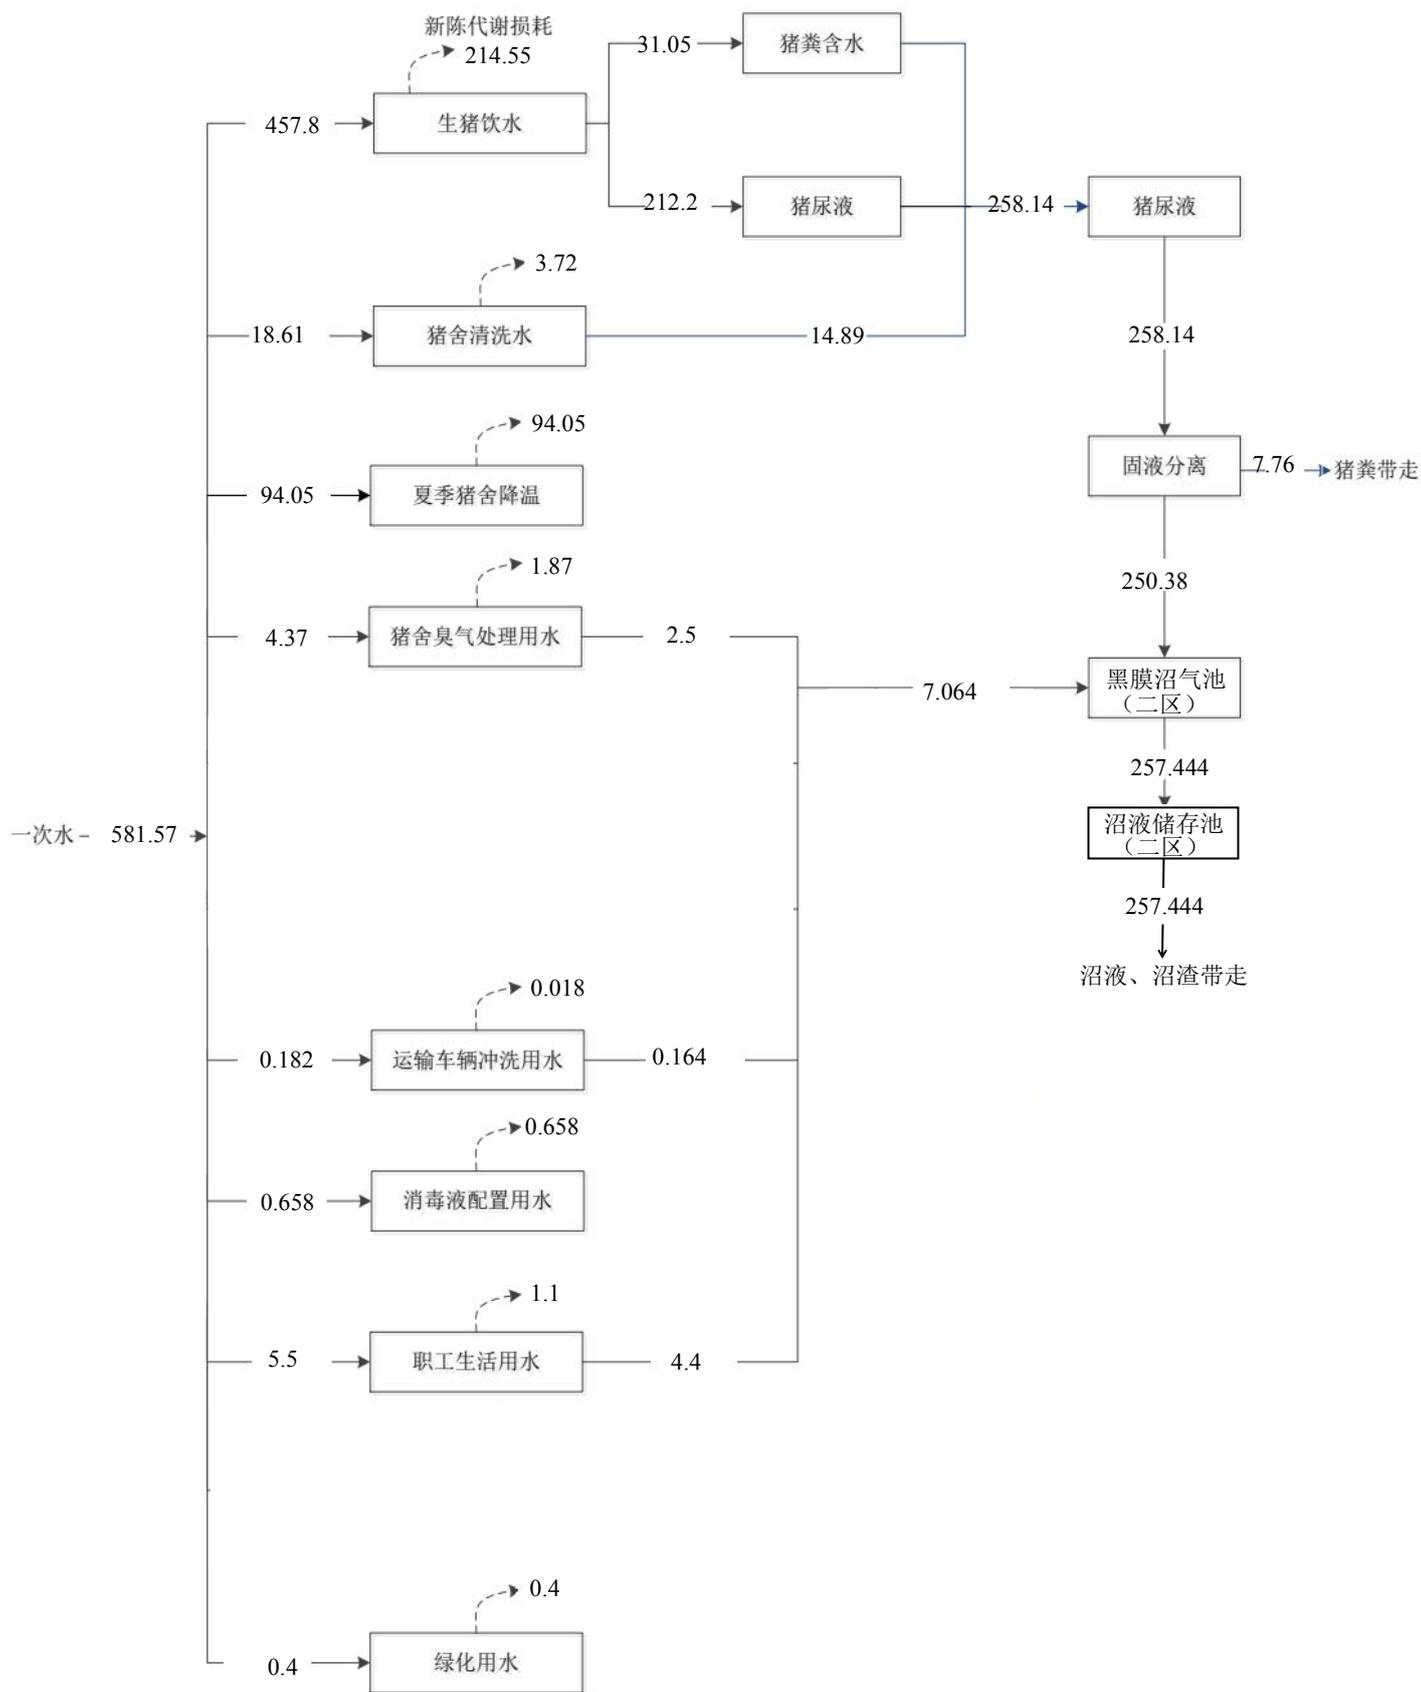 新陈代谢损耗
214.55
31.05
猪粪含水
457.8
生猪饮水
212.2
猪尿液
258.14
猪尿液
3.72
18.61
猪舍清洗水
14.89
258.14
94.05
固液分离
7.76
猪粪带走
94.05
夏季猪舍降温
1.87
250.38
4.37
猪舍臭气处理用水
2.5
7.064
黑膜沼气池
（二区）
257.444
一次水
581.57
沼液储存池
（二区）
257.444
沼液、沼渣带走
0.018
0.182
运输车辆冲洗用水
0.164
0.658
0.658
消毒液配置用水
1.1
5.5
职工生活用水
4.4
0.4
0.4
绿化用水